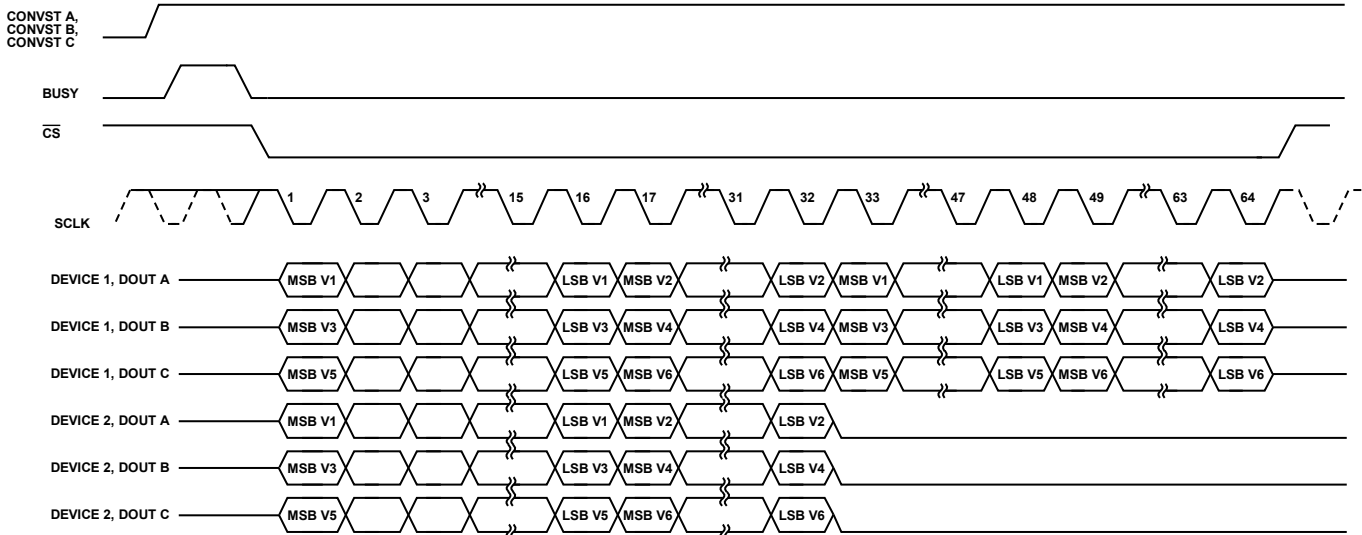 CONVST A,
CONVST B,
CONVST C
BUSY
CS
SCLK 1 2 3 15 16 17 31 32 33 47 48 49 63 64
DEVICE 1, DOUT A MSB V1 LSB V1 MSB V2 LSB V2 MSB V1 LSB V1 MSB V2 LSB V2
DEVICE 1, DOUT B MSB V3 LSB V3 MSB V4 LSB V4 MSB V3 LSB V3 MSB V4 LSB V4
DEVICE 1, DOUT C MSB V5 LSB V5 MSB V6 LSB V6 MSB V5 LSB V5 MSB V6 LSB V6
DEVICE 2, DOUT A MSB V1 LSB V1 MSB V2 LSB V2
DEVICE 2, DOUT B MSB V3 LSB V3 MSB V4 LSB V4
DEVICE 2, DOUT C MSB V5 LSB V5 MSB V6 LSB V6